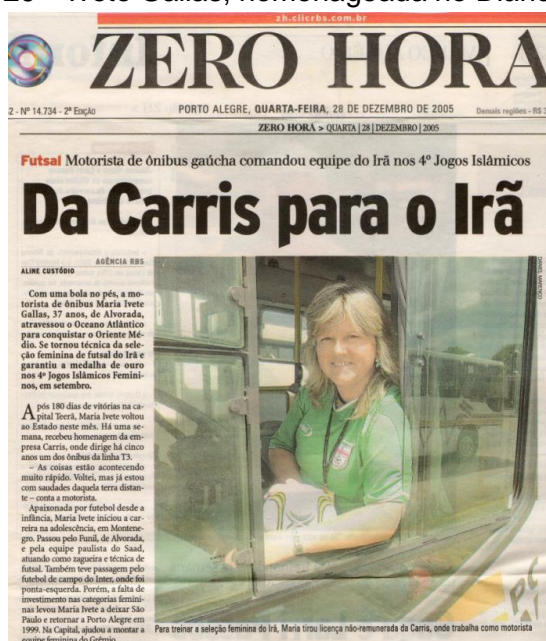 Gallas, homenageada no
zh.clicrbs.com.br
ZERO HORA
2 - Nº 14.734 - 2ª Edição
PORTO ALEGRE, QUARTA-FEIRA, 28 DE DEZEMBRO DE 2005
Demais regiões - R$
ZERO HORA > QUARTA | 28 | DEZEMBRO | 2005
Futsal Motorista de ônibus gaúcha comandou equipe do Irã nos 4º Jogos Islâmicos
Da Carris para o Irã
AGÊNCIA RBS
ALINE CUSTÓDIO
Com uma bola no pés, a mo-
torista de ônibus Maria Ivete
Gallas, 37 anos, de Alvorada,
atravessou o Oceano Atlântico
para conquistar o Oriente Mé-
dio. Se tornou técnica da sele-
ção feminina de futsal do Irã e
garantiu a medalha de ouro
nos 4º Jogos Islâmicos Femini-
nos, em setembro.
Após 180 dias de vitórias na ca-
pital Teerã, Maria Ivete voltou
ao Estado neste mês. Há uma se-
mana, recebeu homenagem da em-
presa Carris, onde dirige há cinco
anos um dos ônibus da linha T3.
– As coisas estão acontecendo
muito rápido. Voltei, mas já estou
com saudades daquela terra distan-
te – conta a motorista.
Apaixonada por futebol desde a
infância, Maria Ivete iniciou a car-
reira na adolescência, em Montene-
gro. Passou pelo Funil, de Alvorada,
e pela equipe paulista do Saad,
atuando como zagueira e técnica de
futsal. Também teve passagem pelo
futebol de campo do Inter, onde foi
ponta-esquerda. Porém, a falta de
investimento nas categorias femini-
nas levou Maria Ivete a deixar São
Paulo e retornar a Porto Alegre em
1999. Na Capital, ajudou a montar a
equipe feminina do Grêmio
Para treinar a seleção feminina do Irã, Maria tirou licença não-remunerada da Carris, onde trabalha como motorista